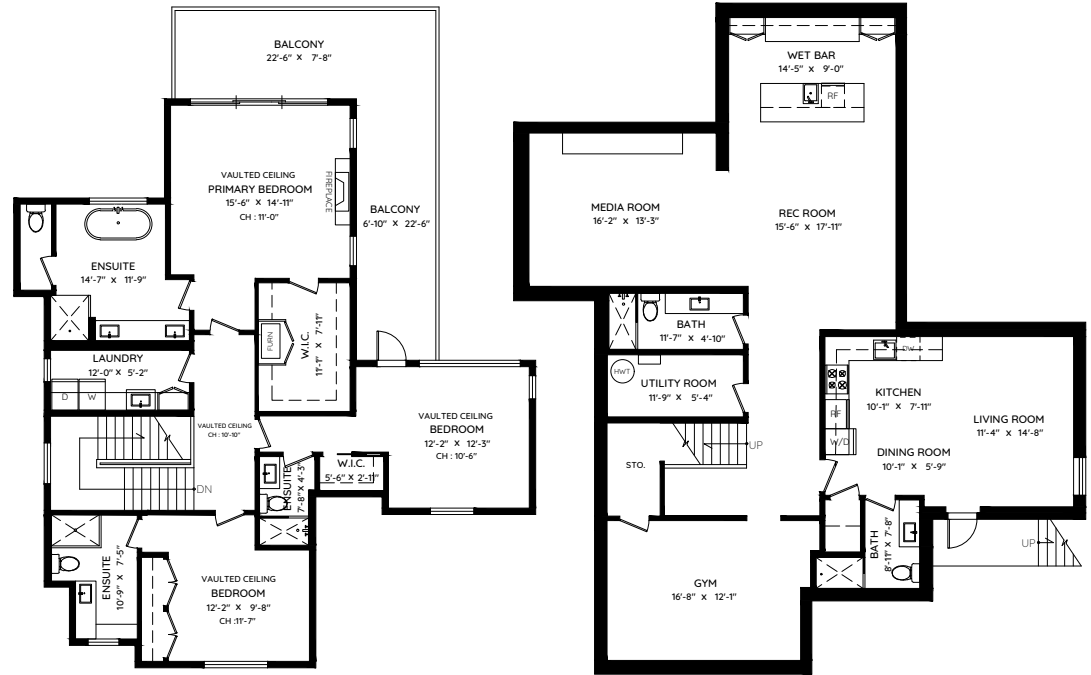 BALCONY
22'-6" X 7'-8"
VAULTED CEILING
PRIMARY BEDROOM
15'-6" X 14'-11"
CH : 11'-0"
FIREPLACE
BALCONY
6'-10" X 22'-6"
ENSUITE
14'-7" X 11'-9"
FURN
W.I.C.
11'-1" X 7'-11"
LAUNDRY
12'-0" X 5'-2"
D
W
VAULTED CEILING
CH : 10'-10"
VAULTED CEILING
BEDROOM
12'-2" X 12'-3"
CH : 10'-6"
W.I.C.
5'-6" X 2'-11"
ENSUITE
7'-8" X 4'-3"
DN
ENSUITE
10'-9" X 7'-5"
VAULTED CEILING
BEDROOM
12'-2" X 9'-8"
CH :11'-7"
WET BAR
14'-5" X 9'-0"
RF
MEDIA ROOM
16'-2" X 13'-3"
REC ROOM
15'-6" X 17'-11"
BATH
11'-7" X 4'-10"
HWT
UTILITY ROOM
11'-9" X 5'-4"
STO.
UP
GYM
16'-8" X 12'-1"
DW
KITCHEN
10'-1" X 7'-11"
RF
W/D
LIVING ROOM
11'-4" X 14'-8"
DINING ROOM
10'-1" X 5'-9"
BATH
8'-11" X 7'-8"
UP